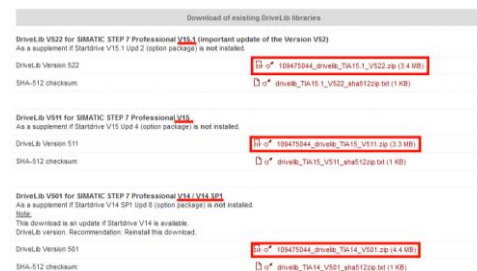 Download of existing DriveLib libraries
DriveLib V522 for SIMATIC STEP 7 Professional V15.1 (important update of the Version V52)
As a supplement if Startdrive V15.1 Upd 2 (option package) is not installed.
DriveLib Version 522
109475044_drivelib_TIA15.1_V522.zip (3.4 MB)
SHA-512 checksum:
drivelib_TIA15.1_V522_sha512zip.txt (1 KB)
DriveLib V511 for SIMATIC STEP 7 Professional V15
As a supplement if Startdrive V15 Upd 4 (option package) is not installed.
DriveLib Version 511
109475044_drivelib_TIA15_V511.zip (3.3 MB)
SHA-512 checksum:
drivelib_TIA15_V511_sha512zip.txt (1 KB)
DriveLib V501 for SIMATIC STEP 7 Professional V14 / V14 SP1
As a supplement if Startdrive V14 SP1 Upd 8 (option package) is not installed.
Note:
This download is an update if Startdrive V14 is available.
DriveLib version. Recommendation: Reinstall this download.
DriveLib Version 501
109475044_drivelib_TIA14_V501.zip (4.4 MB)
SHA-512 checksum:
drivelib_TIA14_V501_sha512zip.txt (1 KB)